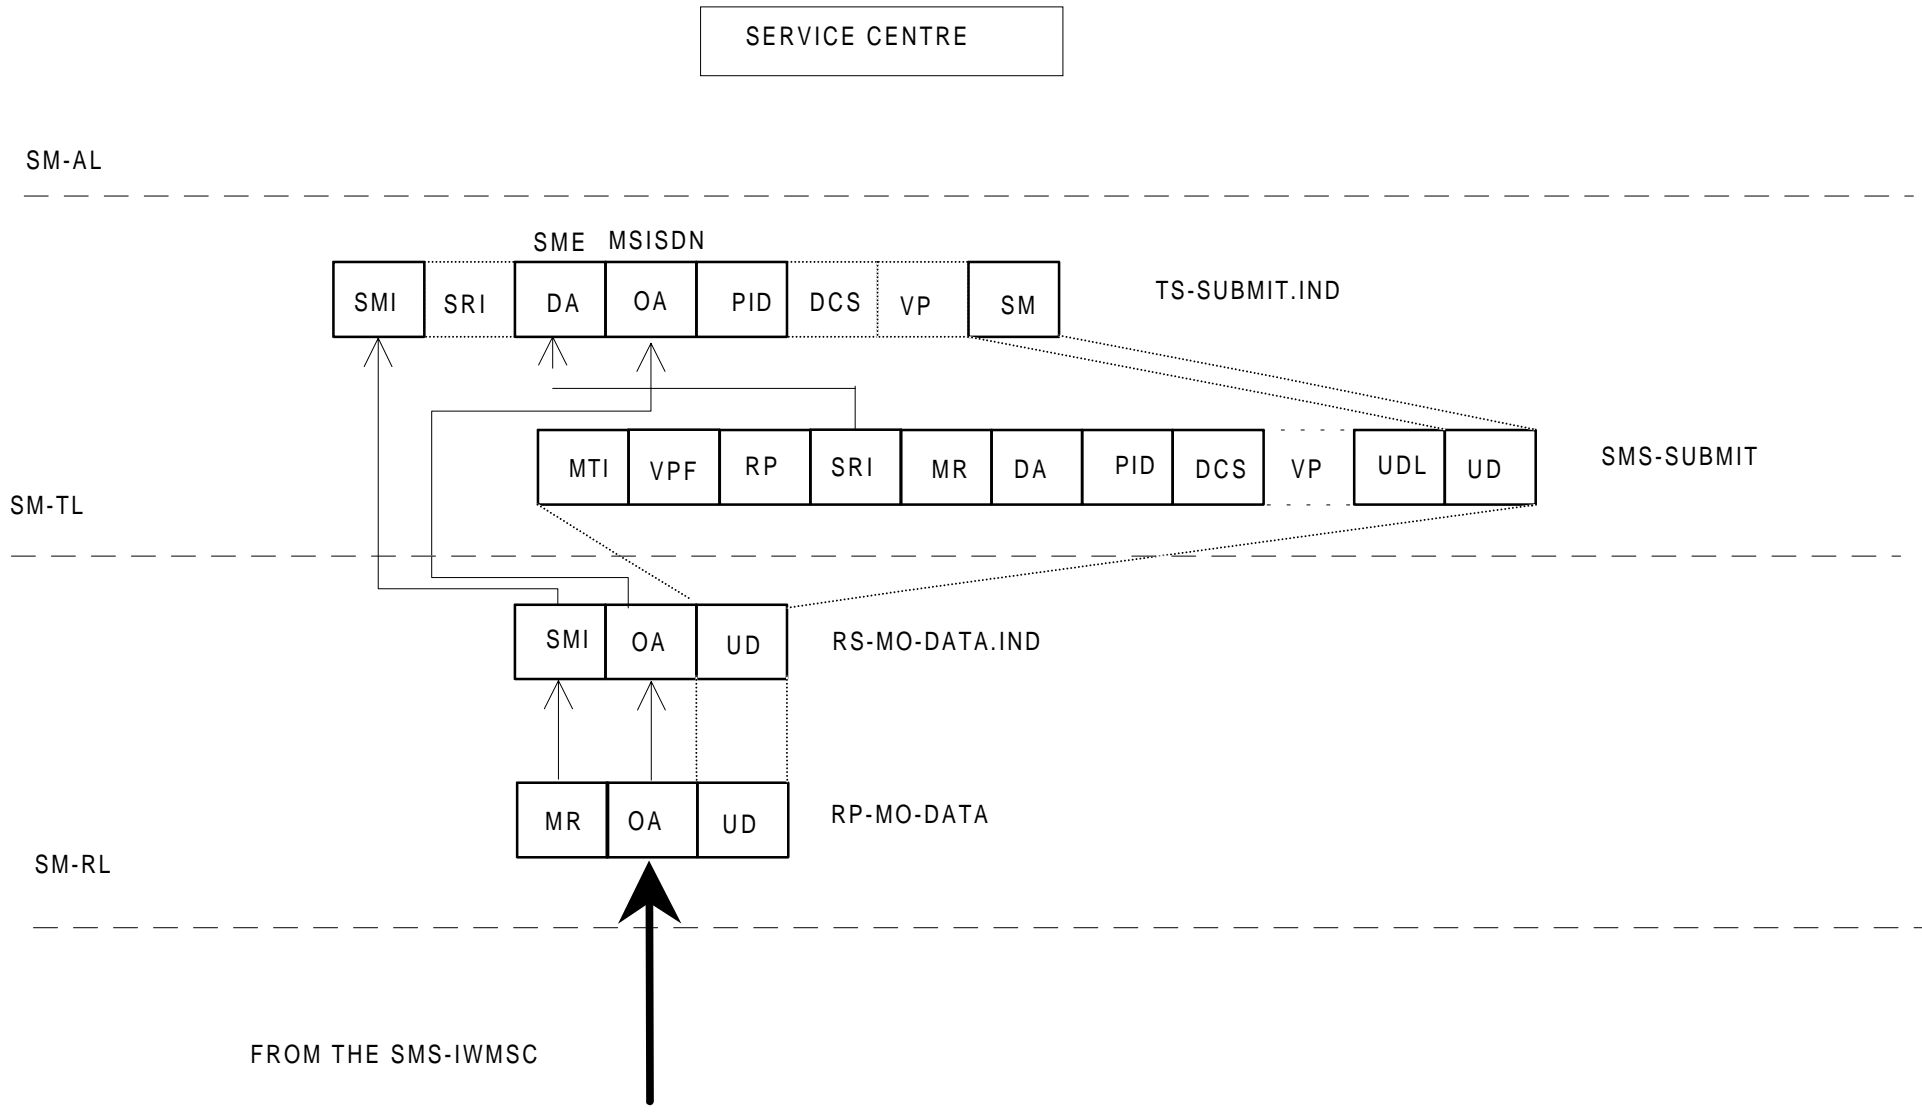 SERVICE CENTRE
SM-AL
SME MSISDN
SMI SRI DA OA PID DCS VP SM TS-SUBMIT.IND
MTI VPF RP SRI MR DA PID DCS VP UDL UD SMS-SUBMIT
SM-TL
SMI OA UD RS-MO-DATA.IND
MR OA UD RP-MO-DATA
SM-RL
FROM THE SMS-IWMSC